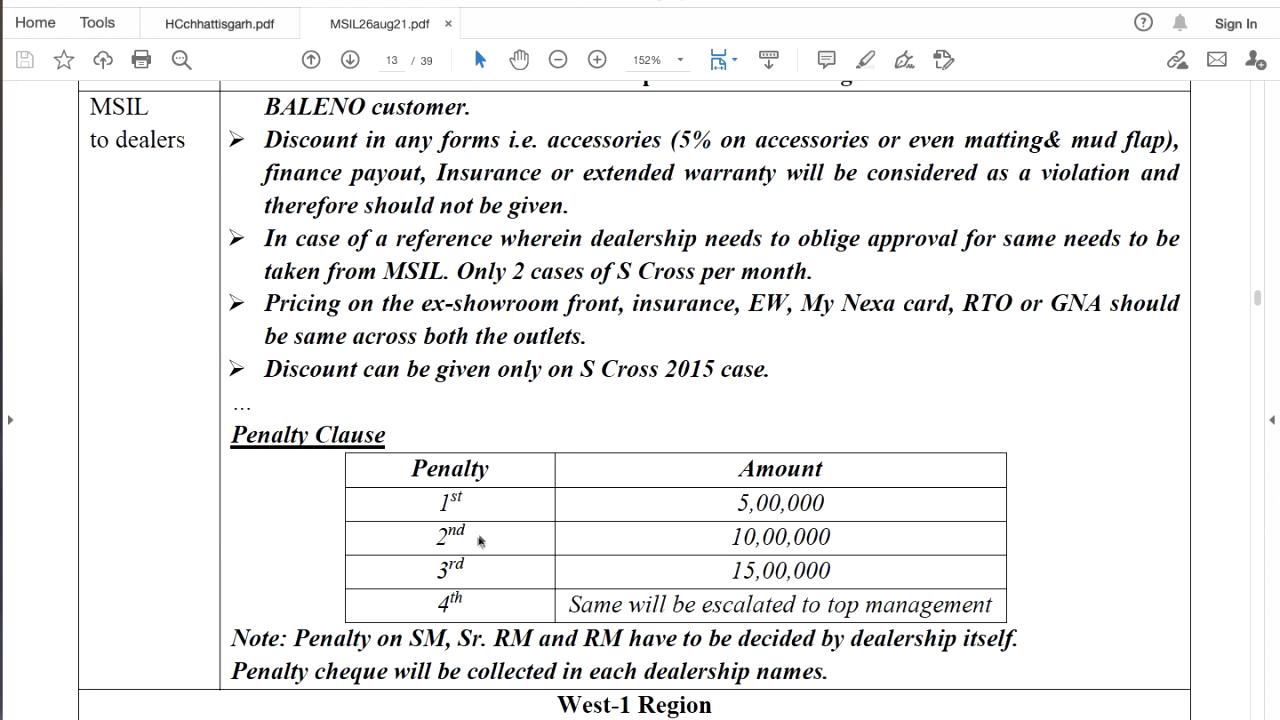 Home Tools HCchhattisgarh.pdf MSIL26aug21.pdf × Sign In
13 / 39 152%
MSIL
to dealers
BALENO customer.
➢ Discount in any forms i.e. accessories (5% on accessories or even matting& mud flap),
finance payout, Insurance or extended warranty will be considered as a violation and
therefore should not be given.
➢ In case of a reference wherein dealership needs to oblige approval for same needs to be
taken from MSIL. Only 2 cases of S Cross per month.
➢ Pricing on the ex-showroom front, insurance, EW, My Nexa card, RTO or GNA should
be same across both the outlets.
➢ Discount can be given only on S Cross 2015 case.
…
Penalty Clause
Penalty Amount
1st 5,00,000
2nd 10,00,000
3rd 15,00,000
4th Same will be escalated to top management
Note: Penalty on SM, Sr. RM and RM have to be decided by dealership itself.
Penalty cheque will be collected in each dealership names.
West-1 Region